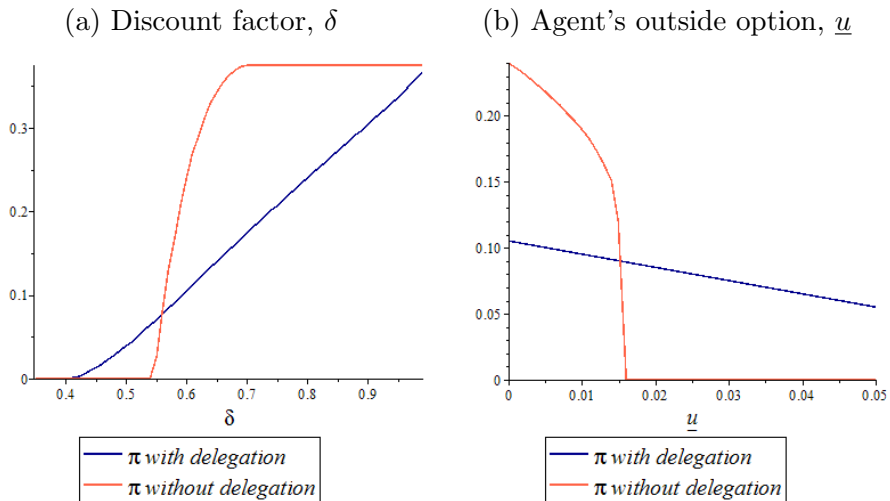 (a) Discount factor, δ
0.3
0.2
0.1
0
0.4 0.5 0.6 0.7 0.8 0.9
δ
π with delegation
π without delegation
(b) Agent's outside option, u
0.20
0.15
0.10
0.05
0
0 0.01 0.02 0.03 0.04 0.05
u
π with delegation
π without delegation